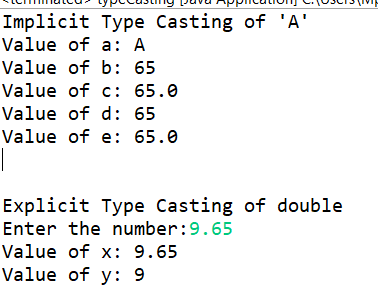 <terminated> typeCasting [Java Application] C:\Users\Mp
Implicit Type Casting of 'A'
Value of a: A
Value of b: 65
Value of c: 65.0
Value of d: 65
Value of e: 65.0
Explicit Type Casting of double
Enter the number:9.65
Value of x: 9.65
Value of y: 9